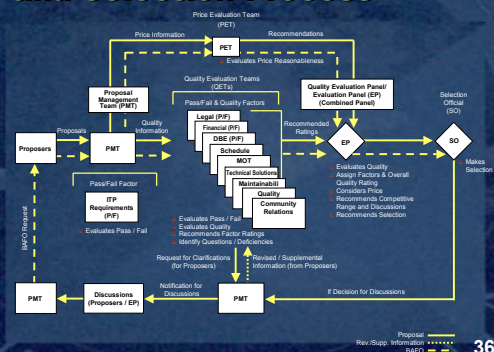 Price Evaluation Team
(PET)
Price Information
Recommendations
PET
Evaluates Price Reasonableness
Proposal
Management
Team (PMT)
Quality Evaluation Teams
(QETs)
Quality Evaluation Panel/
Evaluation Panel (EP)
(Combined Panel)
Selection
Official
(SO)
Pass/Fail & Quality Factors
Proposers
Proposals
PMT
Quality
Information
Legal (P/F)
Financial (P/F)
DBE (P/F)
Schedule
MOT
Technical Solutions
Maintainabili
Quality
Community
Relations
Recommended
Ratings
EP
SO
Makes
Selection
Evaluates Quality
Assign Factors & Overall
Quality Rating
Considers Price
Recommends Competitive
Range and Discussions
Recommends Selection
Pass/Fail Factor
ITP
Requirements
(P/F)
Evaluates Pass / Fail
Evaluates Pass / Fail
Evaluates Quality
Recommends Factor Ratings
Identify Questions / Deficiencies
BAFO Request
Request for Clarifications
(for Proposers)
Revised / Supplemental
Information (from Proposers)
PMT
Discussions
(Proposers / EP)
Notification for
Discussions
PMT
If Decision for Discussions
Proposal
Rev./Supp. Information
BAFO
36